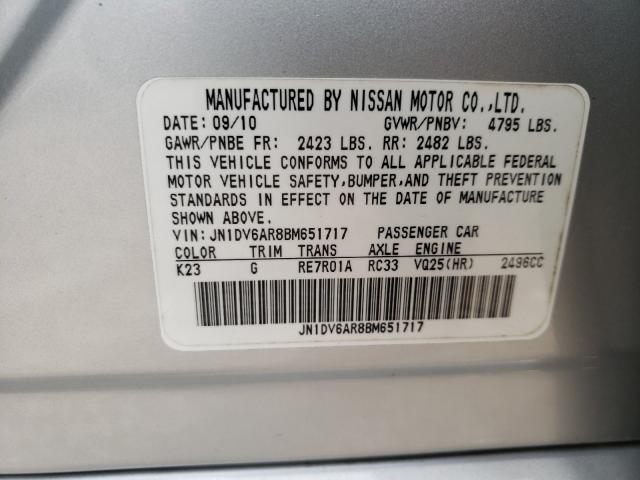 MANUFACTURED BY NISSAN MOTOR CO.,LTD.
DATE: 09/10 GVWR/PNBV: 4795 LBS.
GAWR/PNBE FR: 2423 LBS. RR: 2482 LBS.
THIS VEHICLE CONFORMS TO ALL APPLICABLE FEDERAL
MOTOR VEHICLE SAFETY,BUMPER,AND THEFT PREVENTION
STANDARDS IN EFFECT ON THE DATE OF MANUFACTURE
SHOWN ABOVE.
VIN: JN1DV6AR8BM651717 PASSENGER CAR
COLOR TRIM TRANS AXLE ENGINE
K23 G RE7R01A RC33 VQ25(HR) 2496CC
JN1DV6AR8BM651717